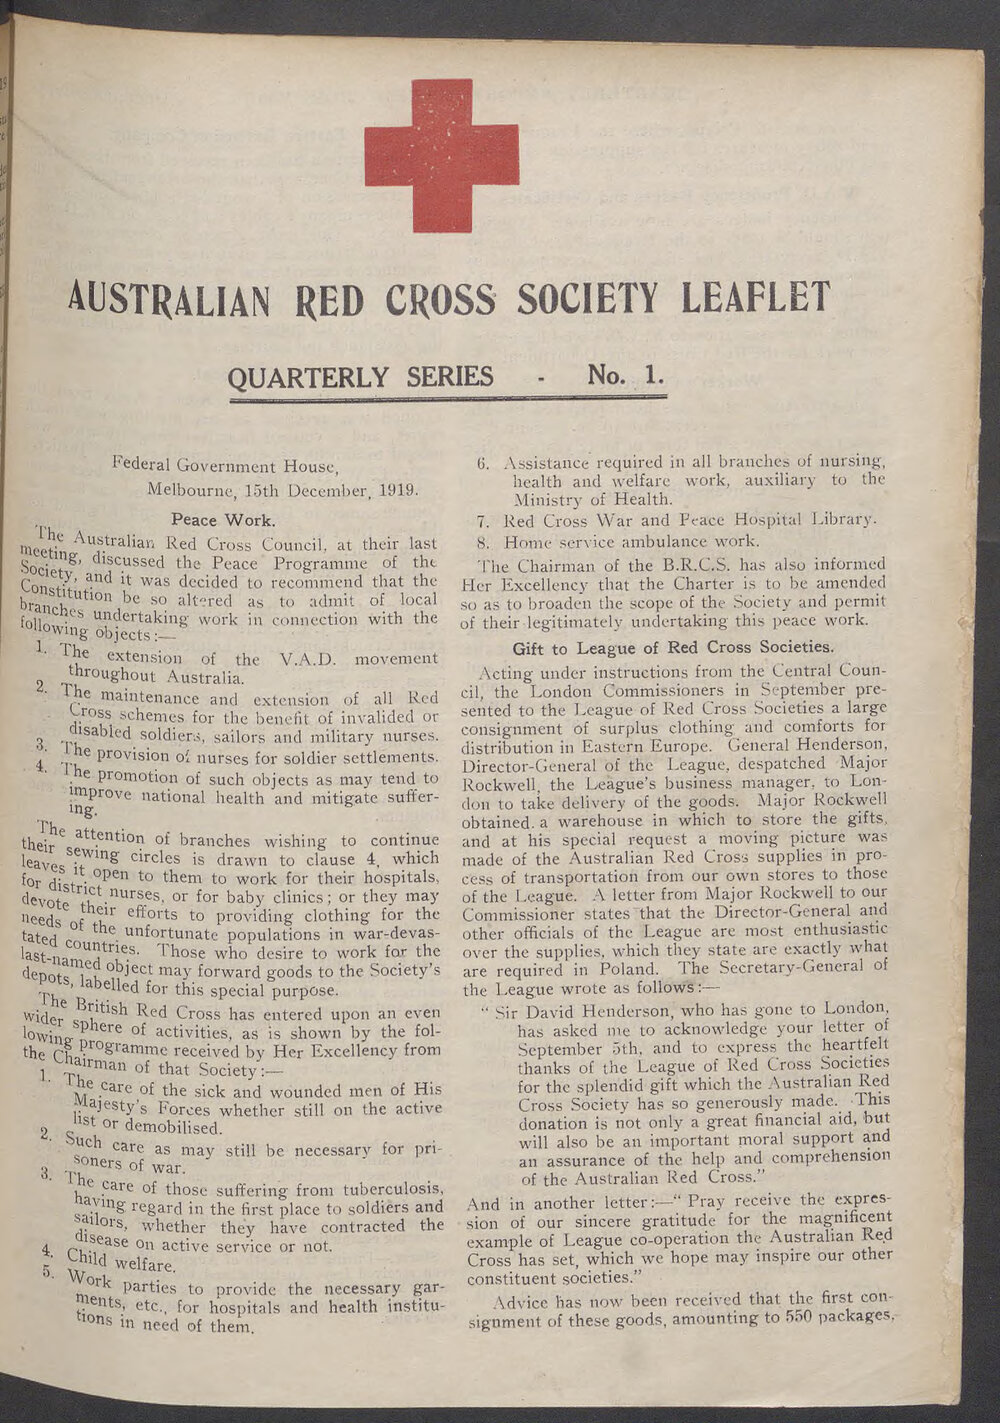 AUSTRALIAN RED CROSS SOCIETY LEAFLET
QUARTERLY SERIES - No. 1.
Federal Government House,
Melbourne, 15th December, 1919.
Peace Work.
The Australian Red Cross Council, at their last
meeting, discussed the Peace Programme of the
Society, and it was decided to recommend that the
Constitution be so altered as to admit of local
branches undertaking work in connection with the
following objects:—
1. The extension of the V.A.D. movement
throughout Australia.
2. The maintenance and extension of all Red
Cross schemes for the benefit of invalided or
disabled soldiers, sailors and military nurses.
3. The provision of nurses for soldier settlements.
4. The promotion of such objects as may tend to
improve national health and mitigate suffer-
ing.
The attention of branches wishing to continue
their sewing circles is drawn to clause 4, which
leaves it open to them to work for their hospitals,
for district nurses, or for baby clinics; or they may
devote their efforts to providing clothing for the
needs of the unfortunate populations in war-devas-
tated countries. Those who desire to work for the
last-named object may forward goods to the Society's
depots, labelled for this special purpose.
The British Red Cross has entered upon an even
wider sphere of activities, as is shown by the fol-
lowing programme received by Her Excellency from
the Chairman of that Society:—
1. The care of the sick and wounded men of His
Majesty's Forces whether still on the active
list or demobilised.
2. Such care as may still be necessary for pri-
soners of war.
3. The care of those suffering from tuberculosis,
having regard in the first place to soldiers and
sailors, whether they have contracted the
disease on active service or not.
4. Child welfare.
5. Work parties to provide the necessary gar-
ments, etc., for hospitals and health institu-
tions in need of them.
6. Assistance required in all branches of nursing,
health and welfare work, auxiliary to the
Ministry of Health.
7. Red Cross War and Peace Hospital Library.
8. Home service ambulance work.
The Chairman of the B.R.C.S. has also informed
Her Excellency that the Charter is to be amended
so as to broaden the scope of the Society and permit
of their legitimately undertaking this peace work.
Gift to League of Red Cross Societies.
Acting under instructions from the Central Coun-
cil, the London Commissioners in September pre-
sented to the League of Red Cross Societies a large
consignment of surplus clothing and comforts for
distribution in Eastern Europe. General Henderson,
Director-General of the League, despatched Major
Rockwell, the League's business manager, to Lon-
don to take delivery of the goods. Major Rockwell
obtained a warehouse in which to store the gifts,
and at his special request a moving picture was
made of the Australian Red Cross supplies in pro-
cess of transportation from our own stores to those
of the League. A letter from Major Rockwell to our
Commissioner states that the Director-General and
other officials of the League are most enthusiastic
over the supplies, which they state are exactly what
are required in Poland. The Secretary-General of
the League wrote as follows:—
" Sir David Henderson, who has gone to London,
has asked me to acknowledge your letter of
September 5th, and to express the heartfelt
thanks of the League of Red Cross Societies
for the splendid gift which the Australian Red
Cross Society has so generously made. This
donation is not only a great financial aid, but
will also be an important moral support and
an assurance of the help and comprehension
of the Australian Red Cross."
And in another letter:—" Pray receive the expres-
sion of our sincere gratitude for the magnificent
example of League co-operation the Australian Red
Cross has set, which we hope may inspire our other
constituent societies."
Advice has now been received that the first con-
signment of these goods, amounting to 550 packages,